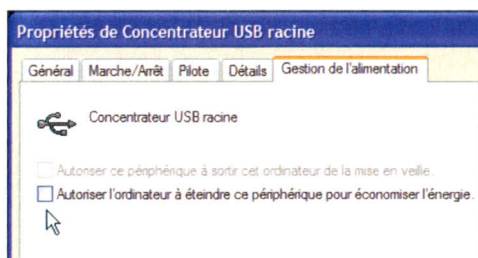 Propriétés de Concentrateur USB racine
Général Marche/Arrêt Pilote Détails Gestion de l'alimentation
Concentrateur USB racine
Autoriser ce périphérique à sortir cet ordinateur de la mise en veille.
Autoriser l'ordinateur à éteindre ce périphérique pour économiser l'énergie.